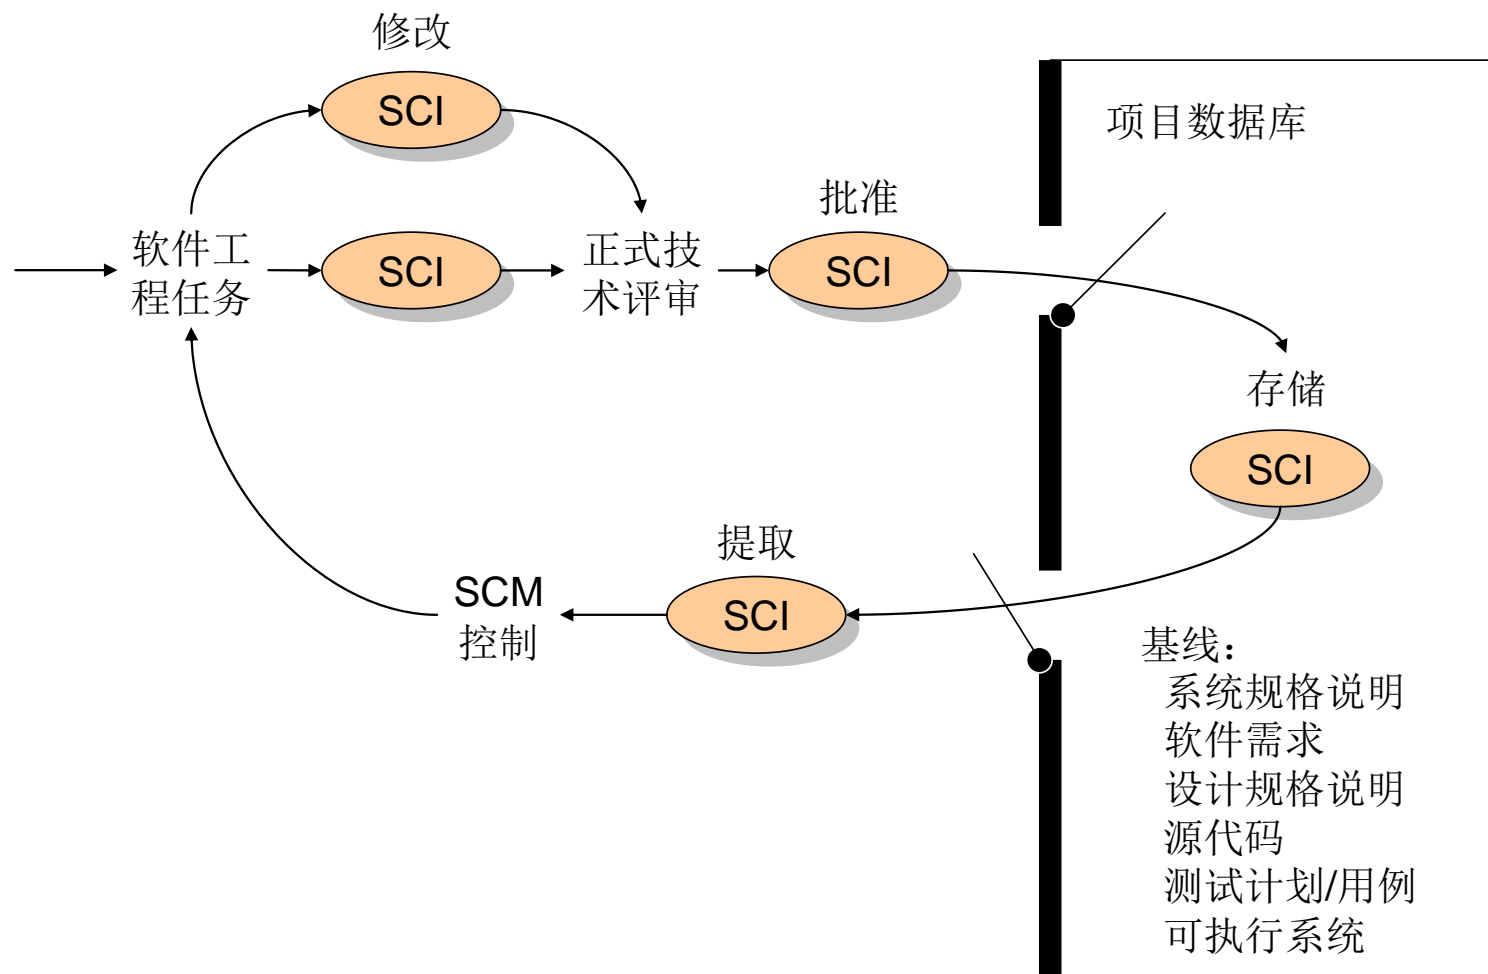 修改
SCI
项目数据库
批准
软件工
程任务
SCI
正式技
术评审
SCI
存储
SCI
提取
SCI
SCM
控制
基线：
系统规格说明
软件需求
设计规格说明
源代码
测试计划/用例
可执行系统